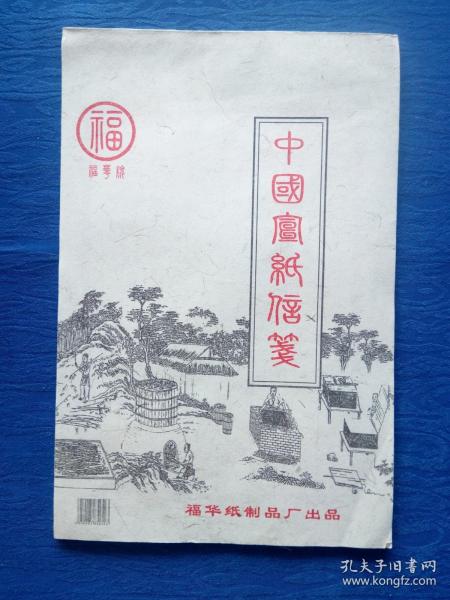 福
福华牌
中國宣紙信箋
福华纸制品厂出品
孔夫子旧书网
www.kongfz.com